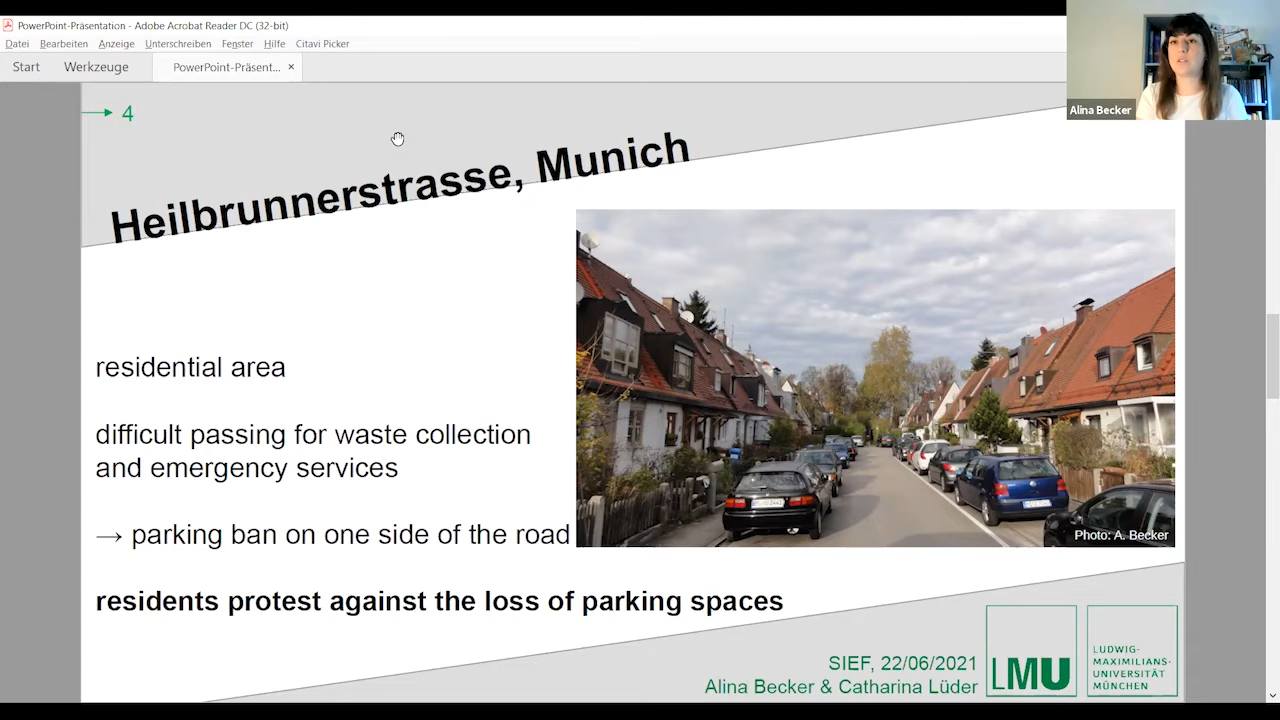 PowerPoint-Präsentation - Adobe Acrobat Reader DC (32-bit)
Datei Bearbeiten Anzeige Unterschreiben Fenster Hilfe Citavi Picker
Start Werkzeuge PowerPoint-Präsent... ×
Alina Becker
4
Heilbrunnerstrasse, Munich
residential area
difficult passing for waste collection
and emergency services
→ parking ban on one side of the road
Photo: A. Becker
residents protest against the loss of parking spaces
SIEF, 22/06/2021
Alina Becker & Catharina Lüder
LMU
LUDWIG-
MAXIMILIANS-
UNIVERSITÄT
MÜNCHEN